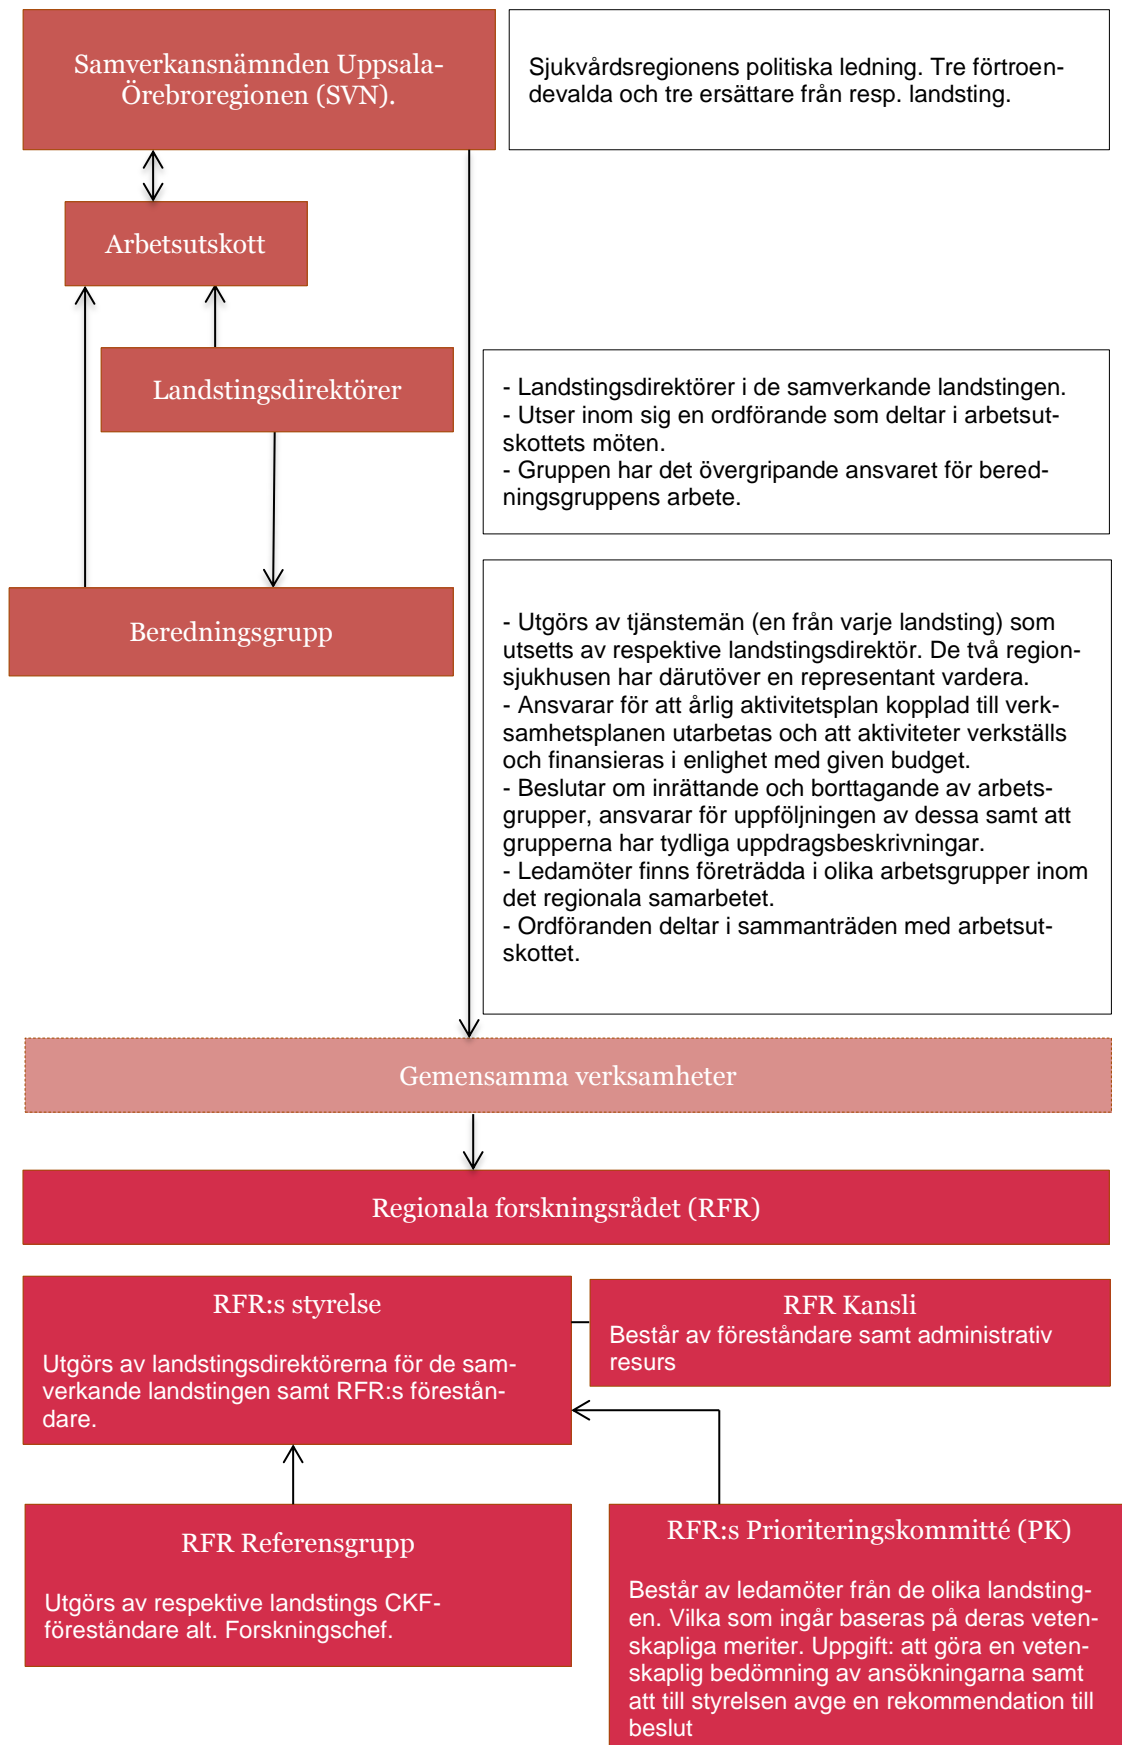 Samverkansnämnden Uppsala-
Örebroregionen (SVN).
Sjukvårdsregionens politiska ledning. Tre förtroen-
devalda och tre ersättare från resp. landsting.
Arbetsutskott
Landstingsdirektörer
- Landstingsdirektörer i de samverkande landstingen.
- Utser inom sig en ordförande som deltar i arbetsut-
skottets möten.
- Gruppen har det övergripande ansvaret för bered-
ningsgruppens arbete.
Beredningsgrupp
- Utgörs av tjänstemän (en från varje landsting) som
utsetts av respektive landstingsdirektör. De två region-
sjukhusen har därutöver en representant vardera.
- Ansvarar för att årlig aktivitetsplan kopplad till verk-
samhetsplanen utarbetas och att aktiviteter verkställs
och finansieras i enlighet med given budget.
- Beslutar om inrättande och borttagande av arbets-
grupper, ansvarar för uppföljningen av dessa samt att
grupperna har tydliga uppdragsbeskrivningar.
- Ledamöter finns företrädda i olika arbetsgrupper inom
det regionala samarbetet.
- Ordföranden deltar i sammanträden med arbetsut-
skottet.
Gemensamma verksamheter
Regionala forskningsrådet (RFR)
RFR:s styrelse
Utgörs av landstingsdirektörerna för de sam-
verkande landstingen samt RFR:s förestån-
dare.
RFR Kansli
Består av föreståndare samt administrativ
resurs
RFR Referensgrupp
Utgörs av respektive landstings CKF-
föreståndare alt. Forskningschef.
RFR:s Prioriteringskommitté (PK)
Består av ledamöter från de olika landsting-
en. Vilka som ingår baseras på deras veten-
skapliga meriter. Uppgift: att göra en veten-
skaplig bedömning av ansökningarna samt
att till styrelsen avge en rekommendation till
beslut